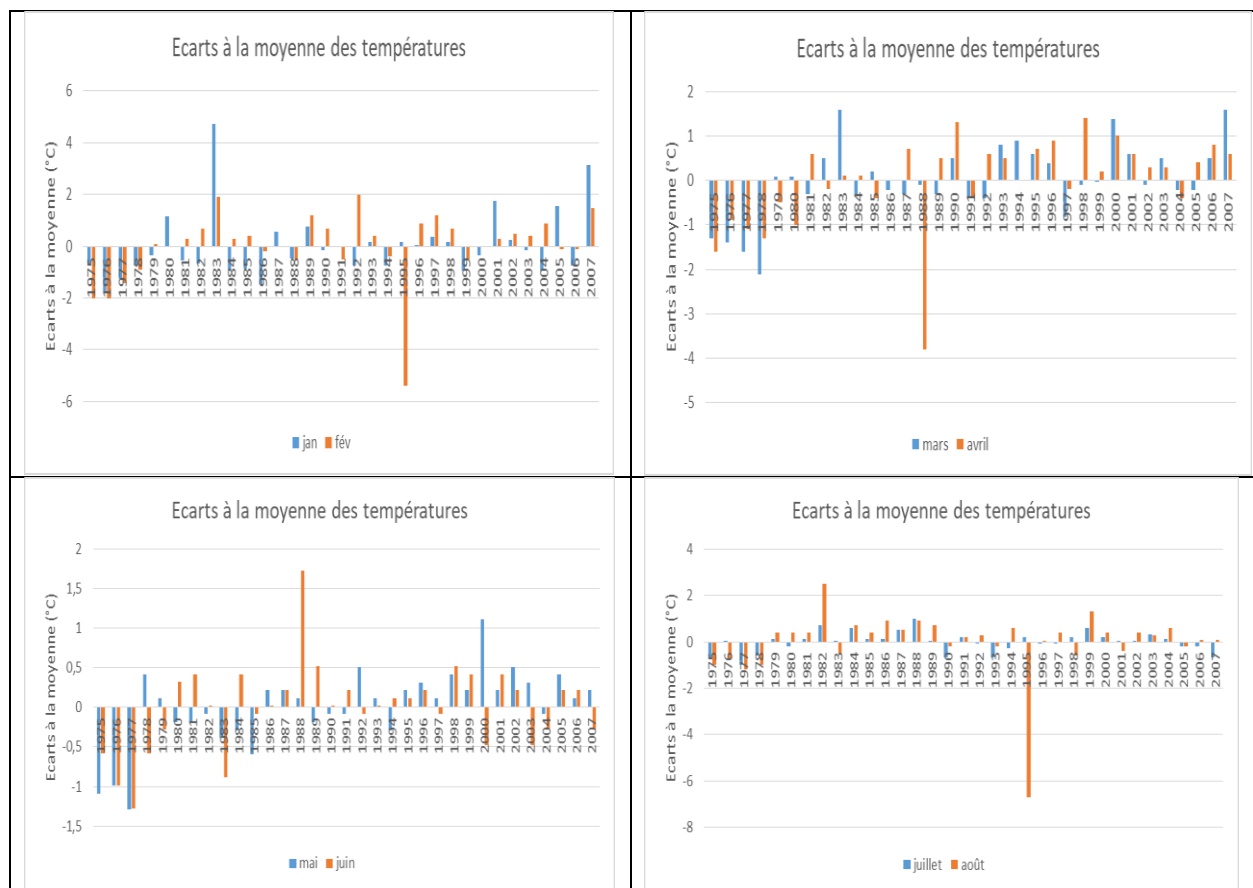 Ecarts à la moyenne des températures
Ecarts à la moyenne (°C)
6
4
2
0
-2
-4
-6
1975 1976 1977 1978 1979 1980 1981 1982 1983 1984 1985 1986 1987 1988 1989 1990 1991 1992 1993 1994 1995 1996 1997 1998 1999 2000 2001 2002 2003 2004 2005 2006 2007
jan fév
Ecarts à la moyenne des températures
Ecarts à la moyenne (°C)
2
1
0
-1
-2
-3
-4
-5
1975 1976 1977 1978 1979 1980 1981 1982 1983 1984 1985 1986 1987 1988 1989 1990 1991 1992 1993 1994 1995 1996 1997 1998 1999 2000 2001 2002 2003 2004 2005 2006 2007
mars avril
Ecarts à la moyenne des températures
Ecarts à la moyenne (°C)
2
1,5
1
0,5
0
-0,5
-1
-1,5
1975 1976 1977 1978 1979 1980 1981 1982 1983 1984 1985 1986 1987 1988 1989 1990 1991 1992 1993 1994 1995 1996 1997 1998 1999 2000 2001 2002 2003 2004 2005 2006 2007
mai juin
Ecarts à la moyenne des températures
Ecarts à la moyenne (°C)
4
2
0
-2
-4
-6
-8
1975 1976 1977 1978 1979 1980 1981 1982 1983 1984 1985 1986 1987 1988 1989 1990 1991 1992 1993 1994 1995 1996 1997 1998 1999 2000 2001 2002 2003 2004 2005 2006 2007
juillet août